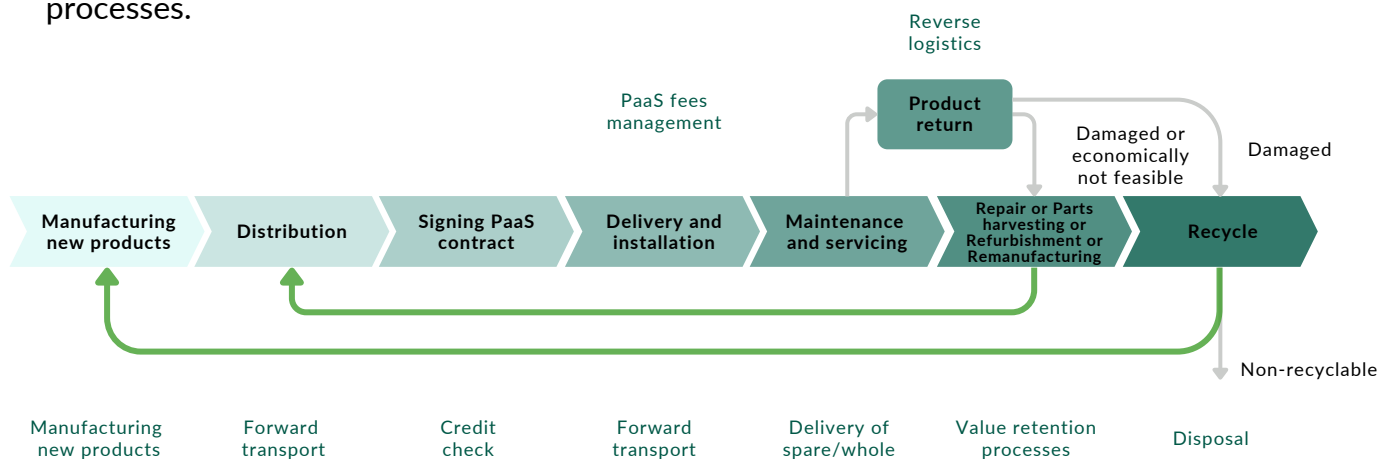 processes.
Reverse
logistics
PaaS fees
management
Product
return
Damaged or
economically
not feasible
Damaged
Manufacturing
new products
Distribution
Signing PaaS
contract
Delivery and
installation
Maintenance
and servicing
Repair or Parts
harvesting or
Refurbishment or
Remanufacturing
Recycle
Non-recyclable
Manufacturing
new products
Forward
transport
Credit
check
Forward
transport
Delivery of
spare/whole
Value retention
processes
Disposal